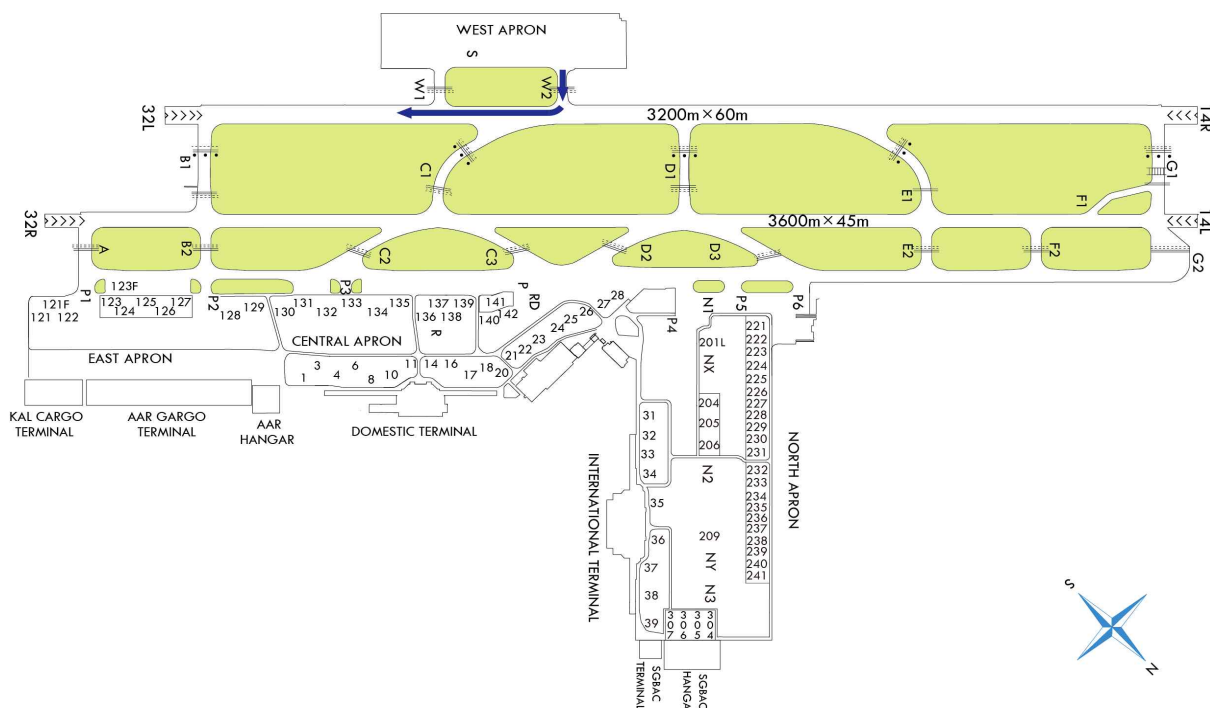 WEST APRON
S
W1
W2
32L
3200m×60m
14R
B1
C1
D1
E1
F1
G1
32R
3600m×45m
14L
A
B2
C2
C3
D2
D3
E2
F2
G2
P1
P2
P3
P
RD
P4
N1
P5
P6
123F
121F
121 122
123 125 127
124 126
128 129
130 131 132 133 134 135
136 137 138 139
R
140 141 142
EAST APRON
CENTRAL APRON
1 3 4 6 8 10 11
14 16 17 18 20
21 22 23 24 25 26 27 28
KAL CARGO
TERMINAL
AAR GARGO
TERMINAL
AAR
HANGAR
DOMESTIC TERMINAL
INTERNATIONAL TERMINAL
31
32
33
34
35
36
37
38
39
201L
NX
204
205
206
N2
209
NY
N3
221
222
223
224
225
226
227
228
229
230
231
232
233
234
235
236
237
238
239
240
241
NORTH APRON
307
306
305
304
SGBAC
TERMINAL
SGBAC
HANGA
S
N